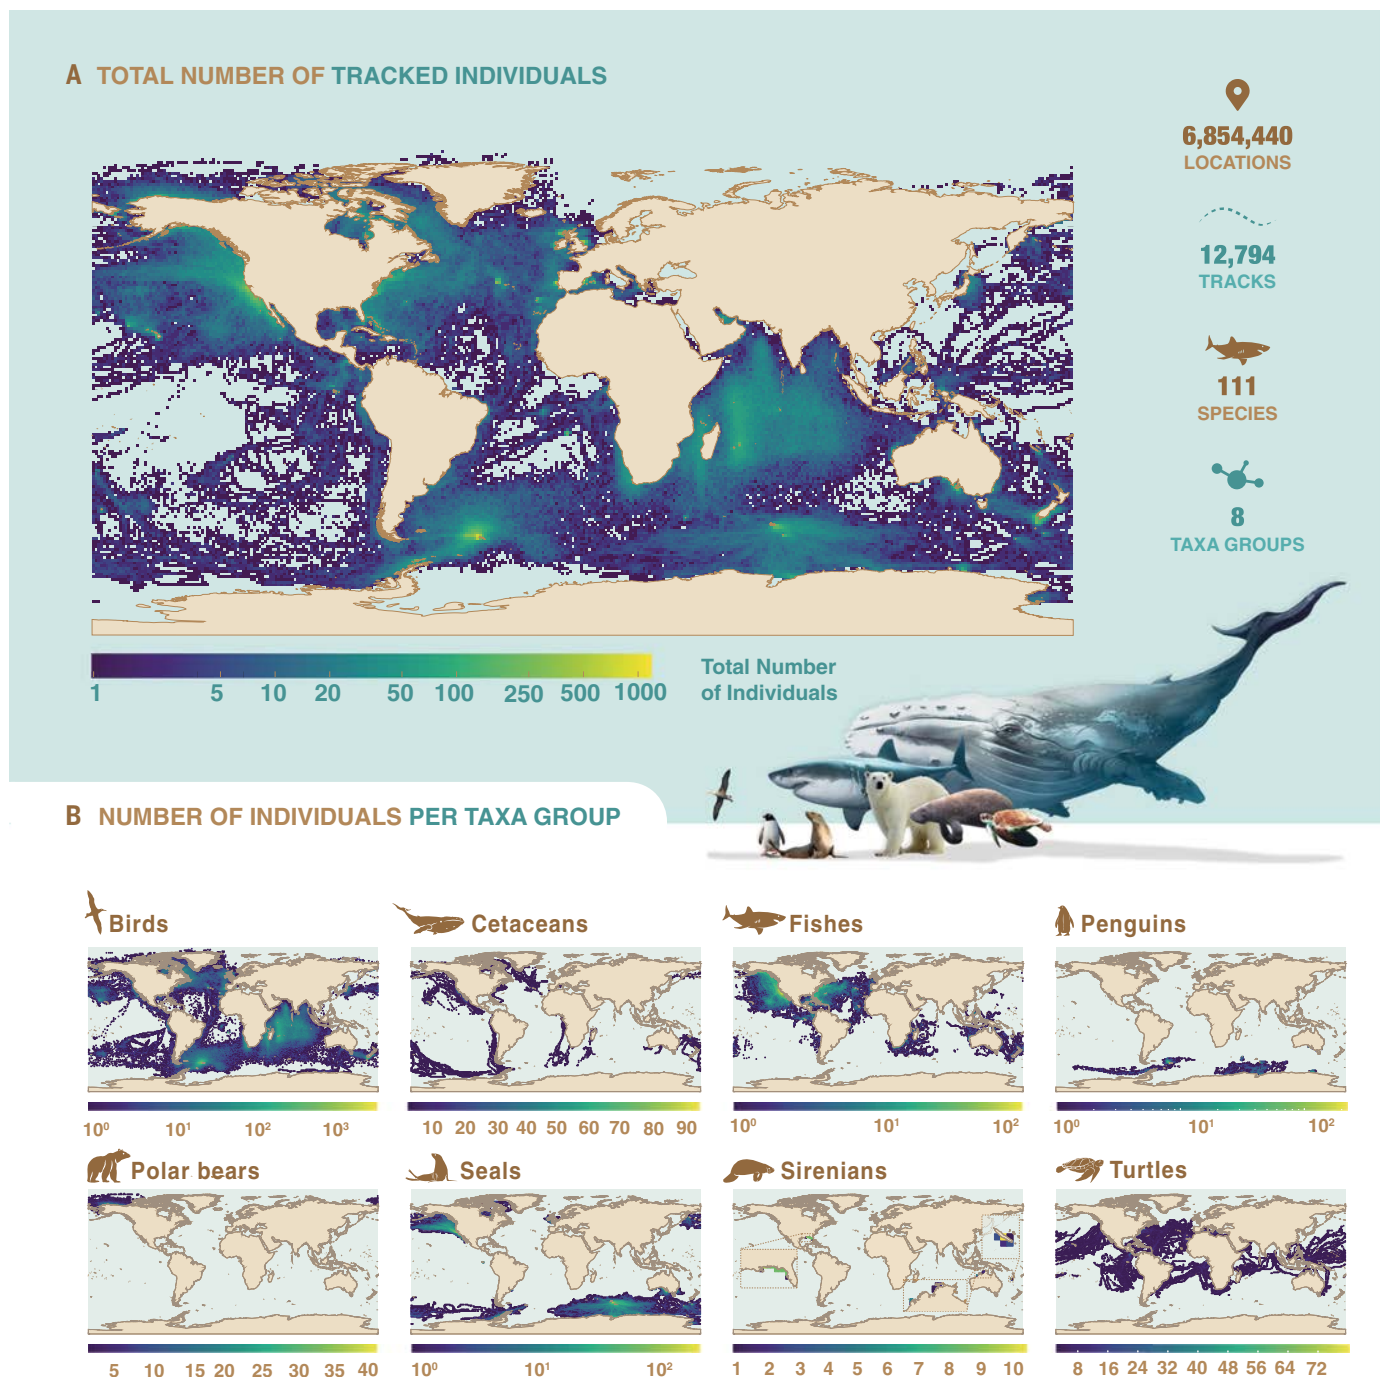 A TOTAL NUMBER OF TRACKED INDIVIDUALS
6,854,440
LOCATIONS
12,794
TRACKS
111
SPECIES
8
TAXA GROUPS
1 5 10 20 50 100 250 500 1000
Total Number
of Individuals
B NUMBER OF INDIVIDUALS PER TAXA GROUP
Birds Cetaceans Fishes Penguins
10⁰ 10¹ 10² 10³ 10 20 30 40 50 60 70 80 90 10⁰ 10¹ 10² 10⁰ 10¹ 10²
Polar bears Seals Sirenians Turtles
5 10 15 20 25 30 35 40 10⁰ 10¹ 10² 1 2 3 4 5 6 7 8 9 10 8 16 24 32 40 48 56 64 72